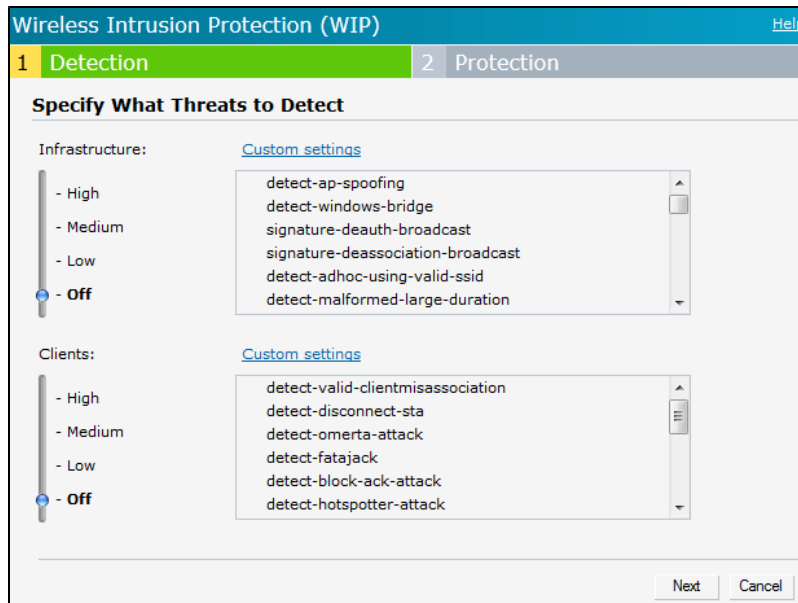 Wireless Intrusion Protection (WIP)
Help
1 Detection
2 Protection
Specify What Threats to Detect
Infrastructure:
Custom settings
- High
- Medium
- Low
- Off
detect-ap-spoofing
detect-windows-bridge
signature-deauth-broadcast
signature-deassociation-broadcast
detect-adhoc-using-valid-ssid
detect-malformed-large-duration
Clients:
Custom settings
- High
- Medium
- Low
- Off
detect-valid-clientmisassociation
detect-disconnect-sta
detect-omerta-attack
detect-fatajack
detect-block-ack-attack
detect-hotspotter-attack
Next
Cancel